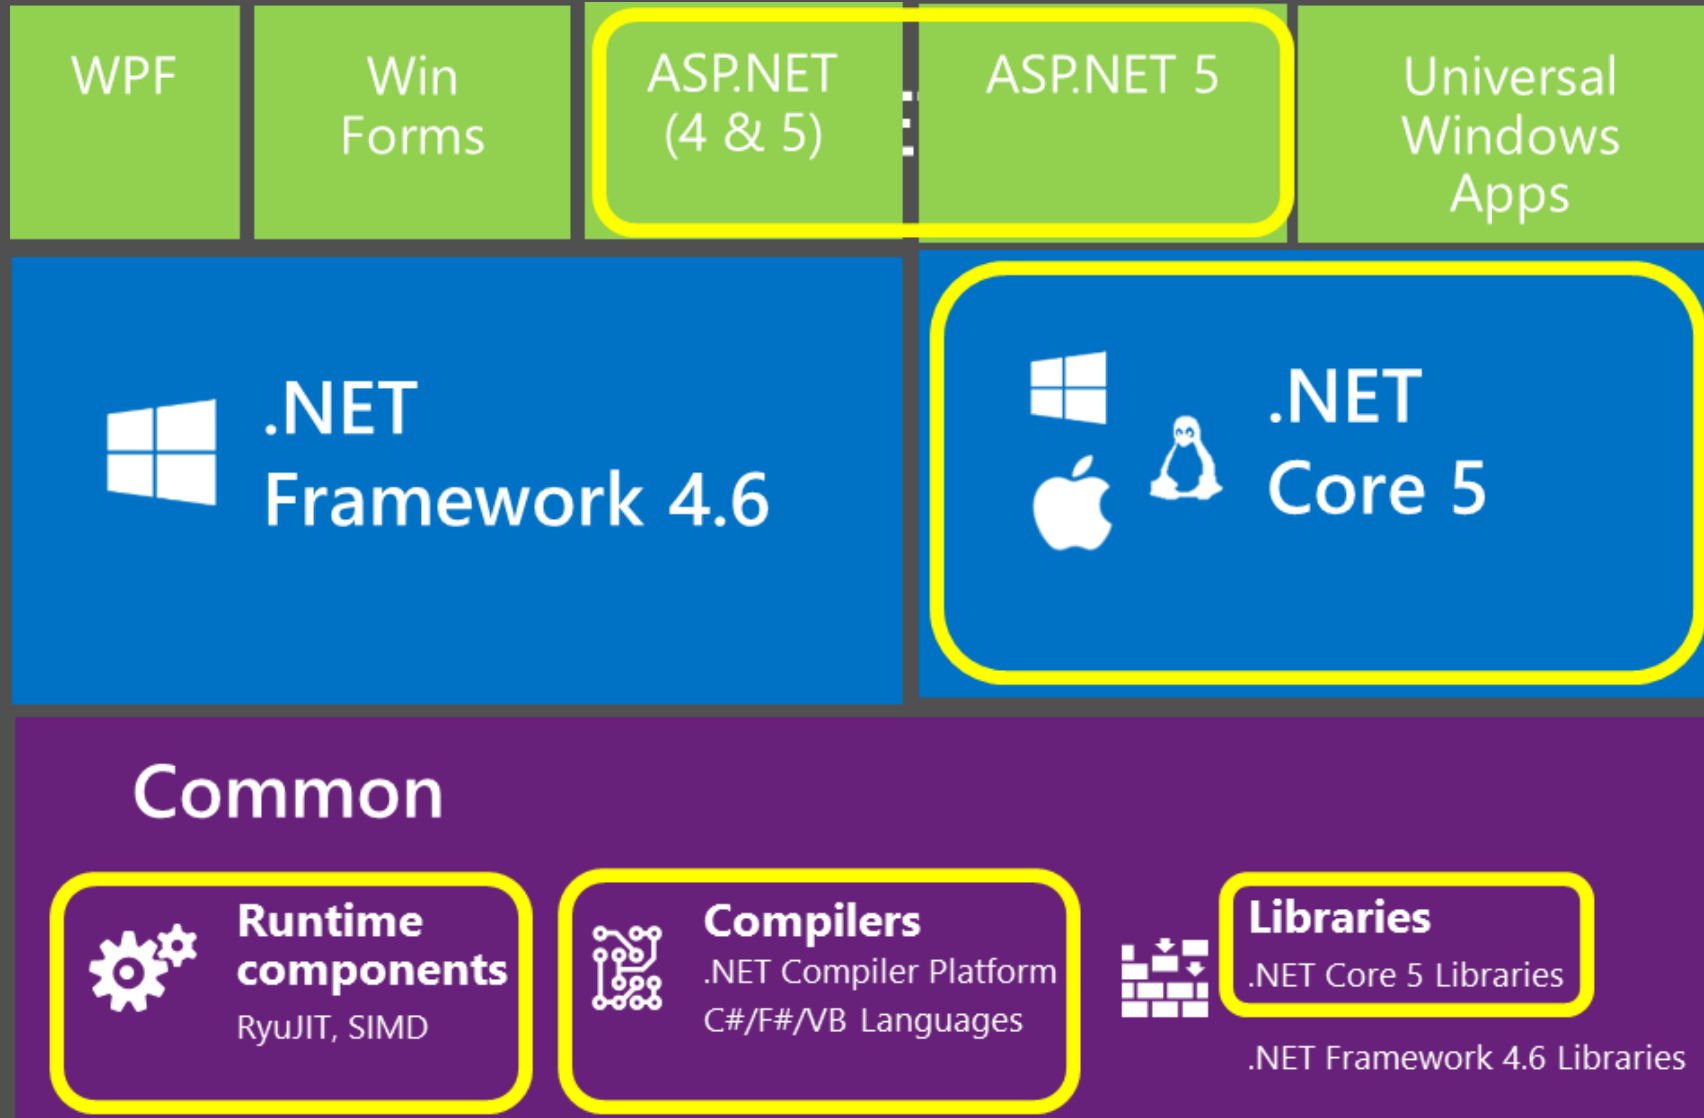 WPF
Win
Forms
ASP.NET
(4 & 5)
ASP.NET 5
Universal
Windows
Apps
.NET
Framework 4.6
.NET
Core 5
Common
Runtime
components
RyuJIT, SIMD
Compilers
.NET Compiler Platform
C#/F#/VB Languages
Libraries
.NET Core 5 Libraries
.NET Framework 4.6 Libraries